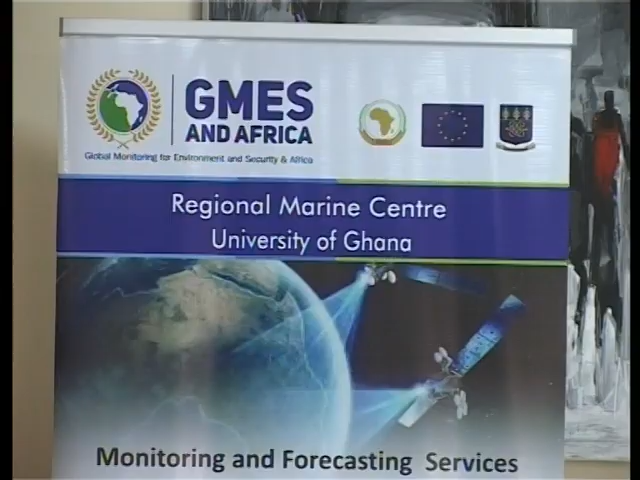 GMES
AND AFRICA
Global Monitoring for Environment and Security & Africa
Regional Marine Centre
University of Ghana
Monitoring and Forecasting Services